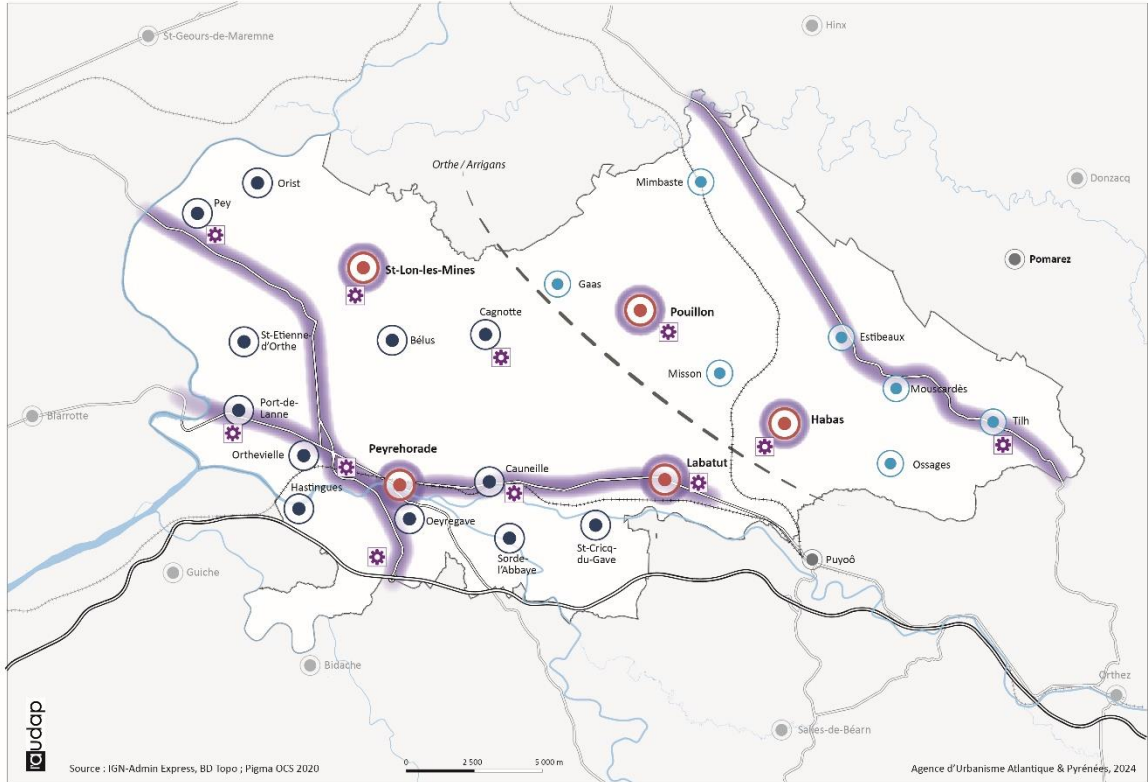 St-Geours-de-Maremne
Hinx
Orthe / Arrigans
Orist
Mimbaste
Donzacq
Pey
Pomarez
St-Lon-les-Mines
Gaas
Pouillon
Cagnotte
St-Etienne
d'Orthe
Bélus
Estibeaux
Misson
Mouscardès
Port-de-
Lanne
Biarrotte
Habas
Tilh
Peyrehorade
Orthevielle
Cauneille
Labatut
Ossages
Hastingues
Oeyregave
Sorde-
l'Abbaye
St-Cricq-
du-Gave
Puyoô
Guiche
Bidache
Orthez
Salies-de-Béarn
audap
Source : IGN-Admin Express, BD Topo ; Pigma OCS 2020
0 2 500 5 000 m
Agence d'Urbanisme Atlantique & Pyrénées, 2024